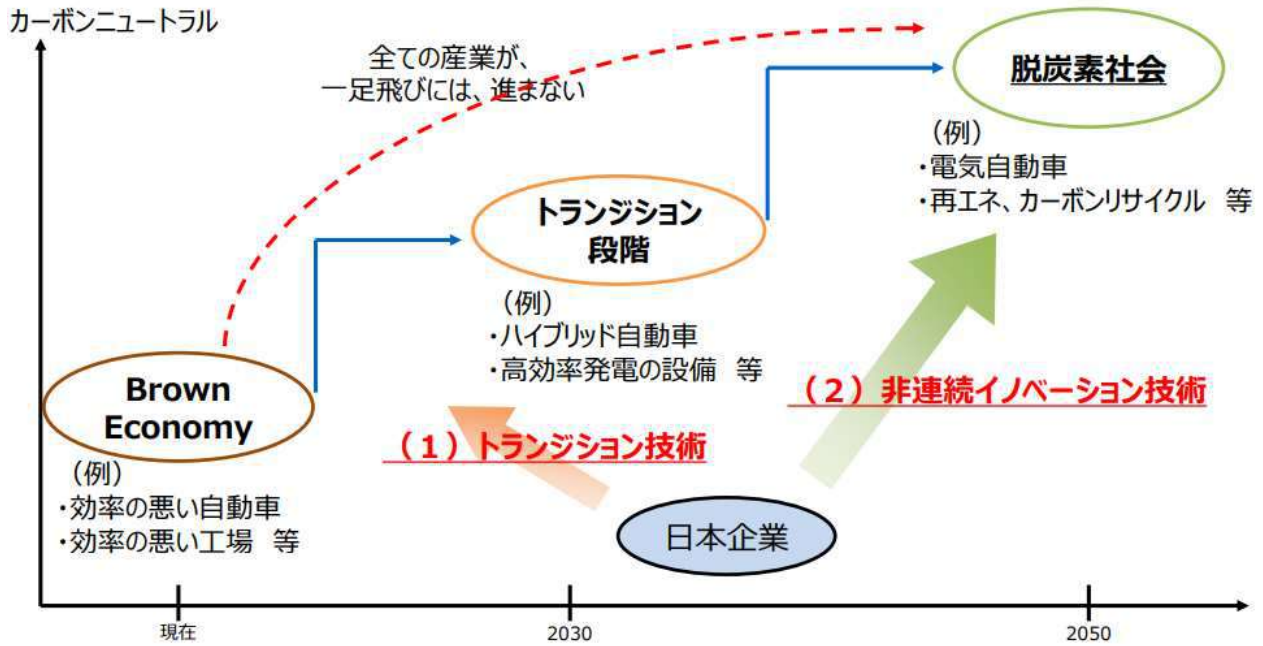 カーボンニュートラル
全ての産業が、
一足飛びには、進まない
脱炭素社会
（例）
・電気自動車
・再エネ、カーボンリサイクル　等
トランジション
段階
（例）
・ハイブリッド自動車
・高効率発電の設備　等
Brown
Economy
（例）
・効率の悪い自動車
・効率の悪い工場　等
（１）トランジション技術
（２）非連続イノベーション技術
日本企業
現在
2030
2050